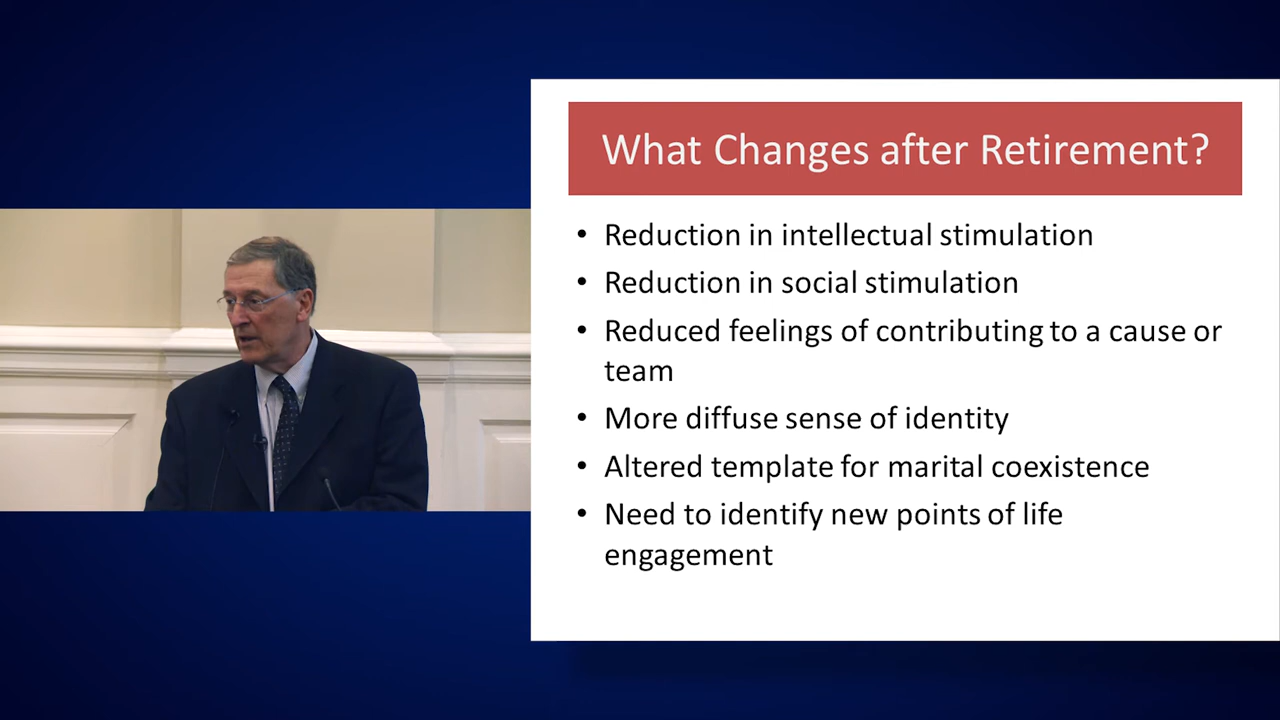 What Changes after Retirement?
• Reduction in intellectual stimulation
• Reduction in social stimulation
• Reduced feelings of contributing to a cause or
team
• More diffuse sense of identity
• Altered template for marital coexistence
• Need to identify new points of life
engagement